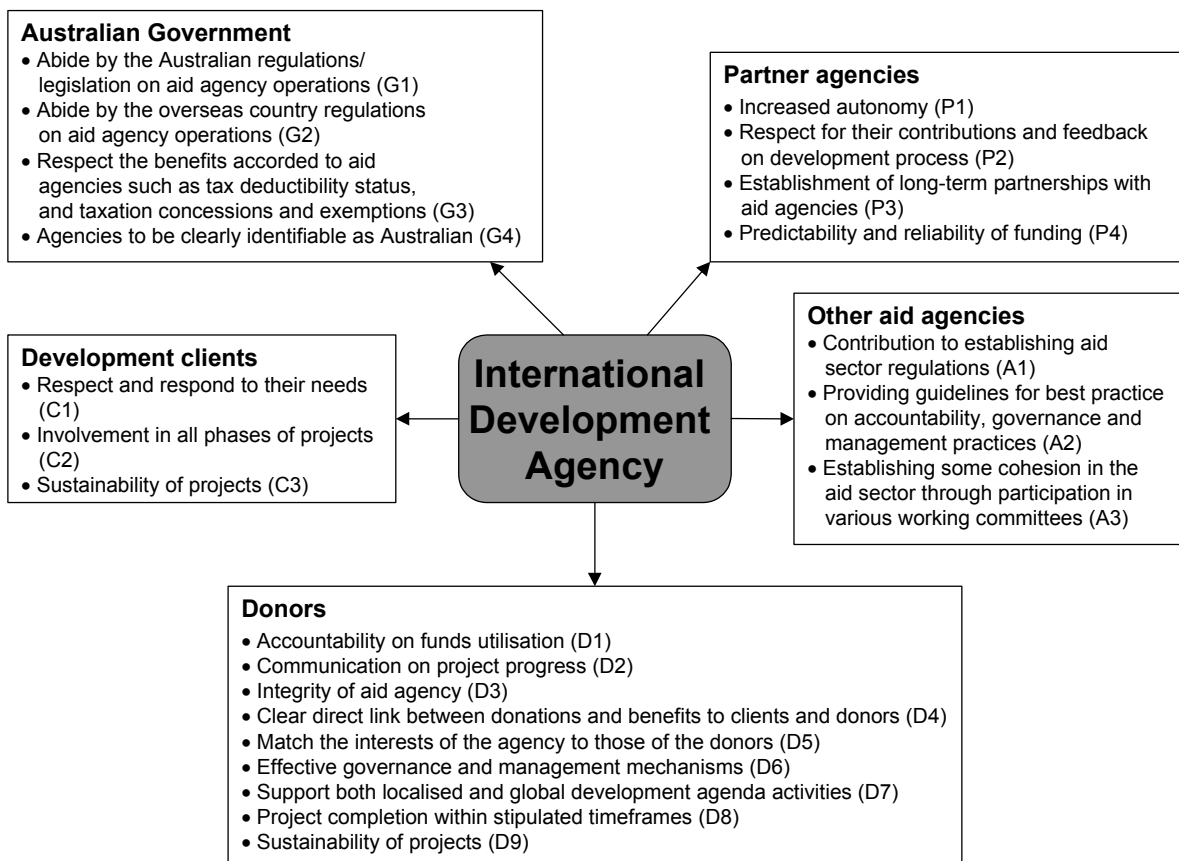 Australian Government
• Abide by the Australian regulations/
legislation on aid agency operations (G1)
• Abide by the overseas country regulations
on aid agency operations (G2)
• Respect the benefits accorded to aid
agencies such as tax deductibility status,
and taxation concessions and exemptions (G3)
• Agencies to be clearly identifiable as Australian (G4)
Partner agencies
• Increased autonomy (P1)
• Respect for their contributions and feedback
on development process (P2)
• Establishment of long-term partnerships with
aid agencies (P3)
• Predictability and reliability of funding (P4)
Development clients
• Respect and respond to their needs
(C1)
• Involvement in all phases of projects
(C2)
• Sustainability of projects (C3)
International
Development
Agency
Other aid agencies
• Contribution to establishing aid
sector regulations (A1)
• Providing guidelines for best practice
on accountability, governance and
management practices (A2)
• Establishing some cohesion in the
aid sector through participation in
various working committees (A3)
Donors
• Accountability on funds utilisation (D1)
• Communication on project progress (D2)
• Integrity of aid agency (D3)
• Clear direct link between donations and benefits to clients and donors (D4)
• Match the interests of the agency to those of the donors (D5)
• Effective governance and management mechanisms (D6)
• Support both localised and global development agenda activities (D7)
• Project completion within stipulated timeframes (D8)
• Sustainability of projects (D9)